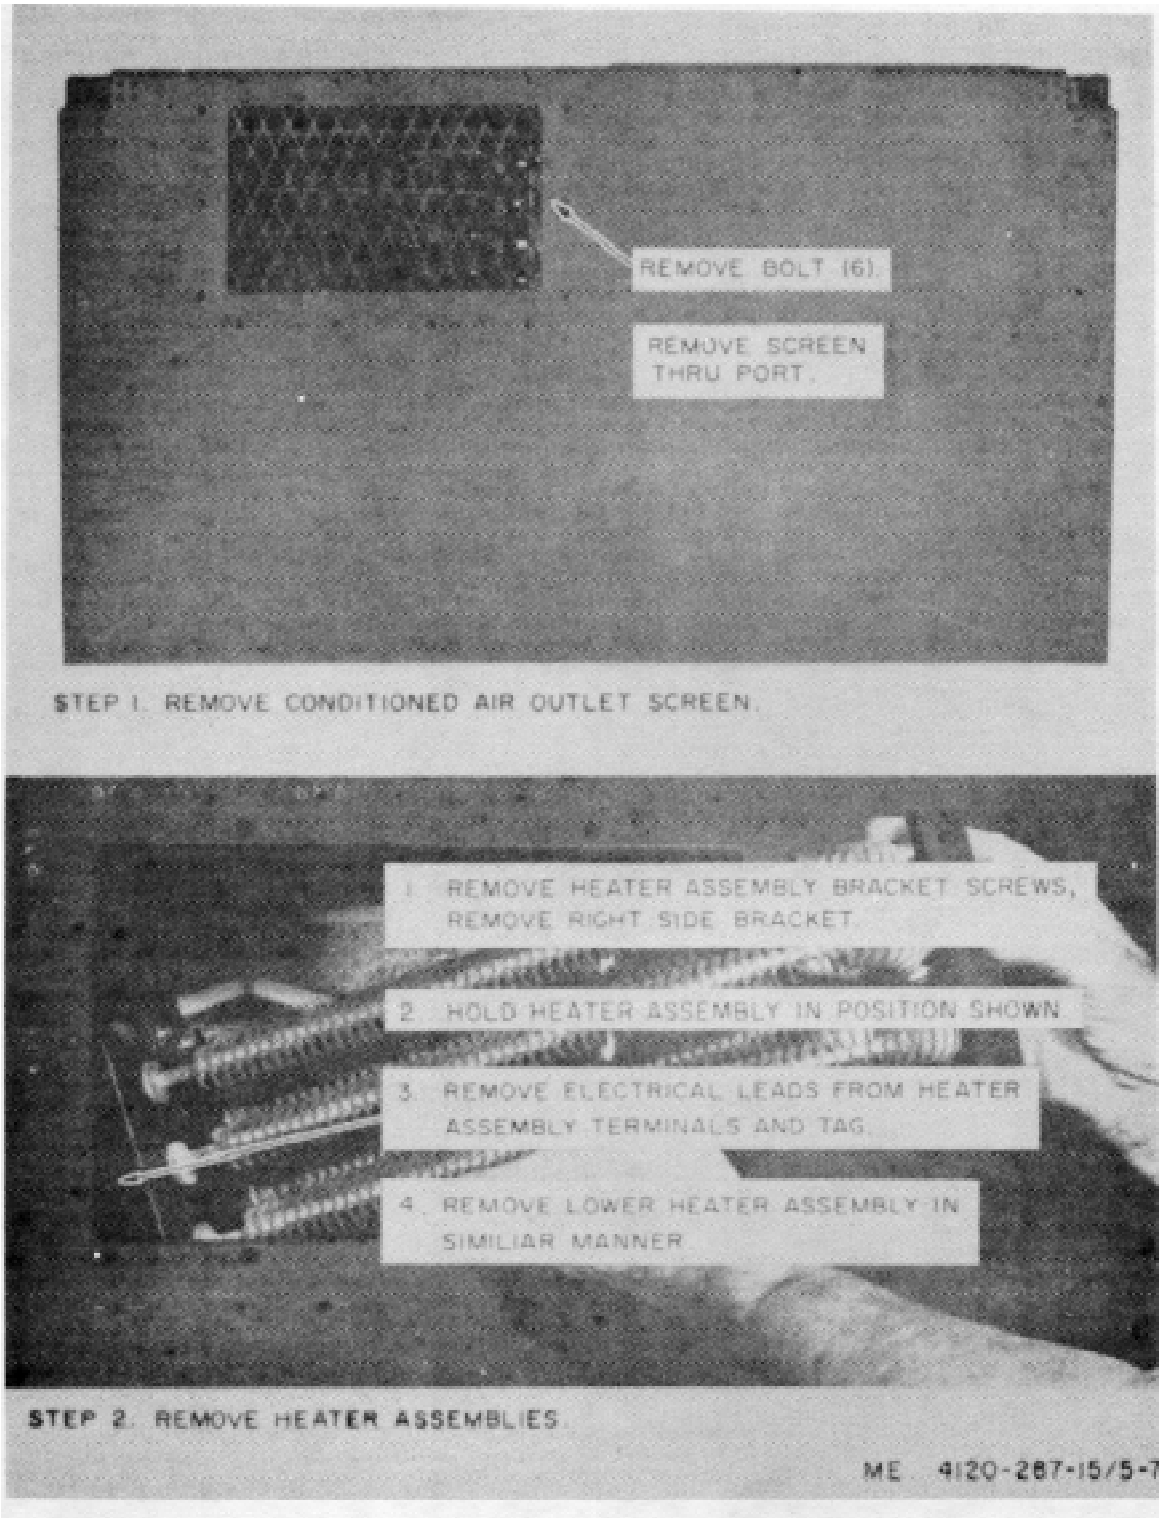 REMOVE BOLT (6).
REMOVE SCREEN
THRU PORT.
STEP 1. REMOVE CONDITIONED AIR OUTLET SCREEN.
1. REMOVE HEATER ASSEMBLY BRACKET SCREWS,
REMOVE RIGHT SIDE BRACKET.
2. HOLD HEATER ASSEMBLY IN POSITION SHOWN
3. REMOVE ELECTRICAL LEADS FROM HEATER
ASSEMBLY TERMINALS AND TAG.
4. REMOVE LOWER HEATER ASSEMBLY IN
SIMILIAR MANNER
STEP 2. REMOVE HEATER ASSEMBLIES.
ME 4120-287-15/5-7